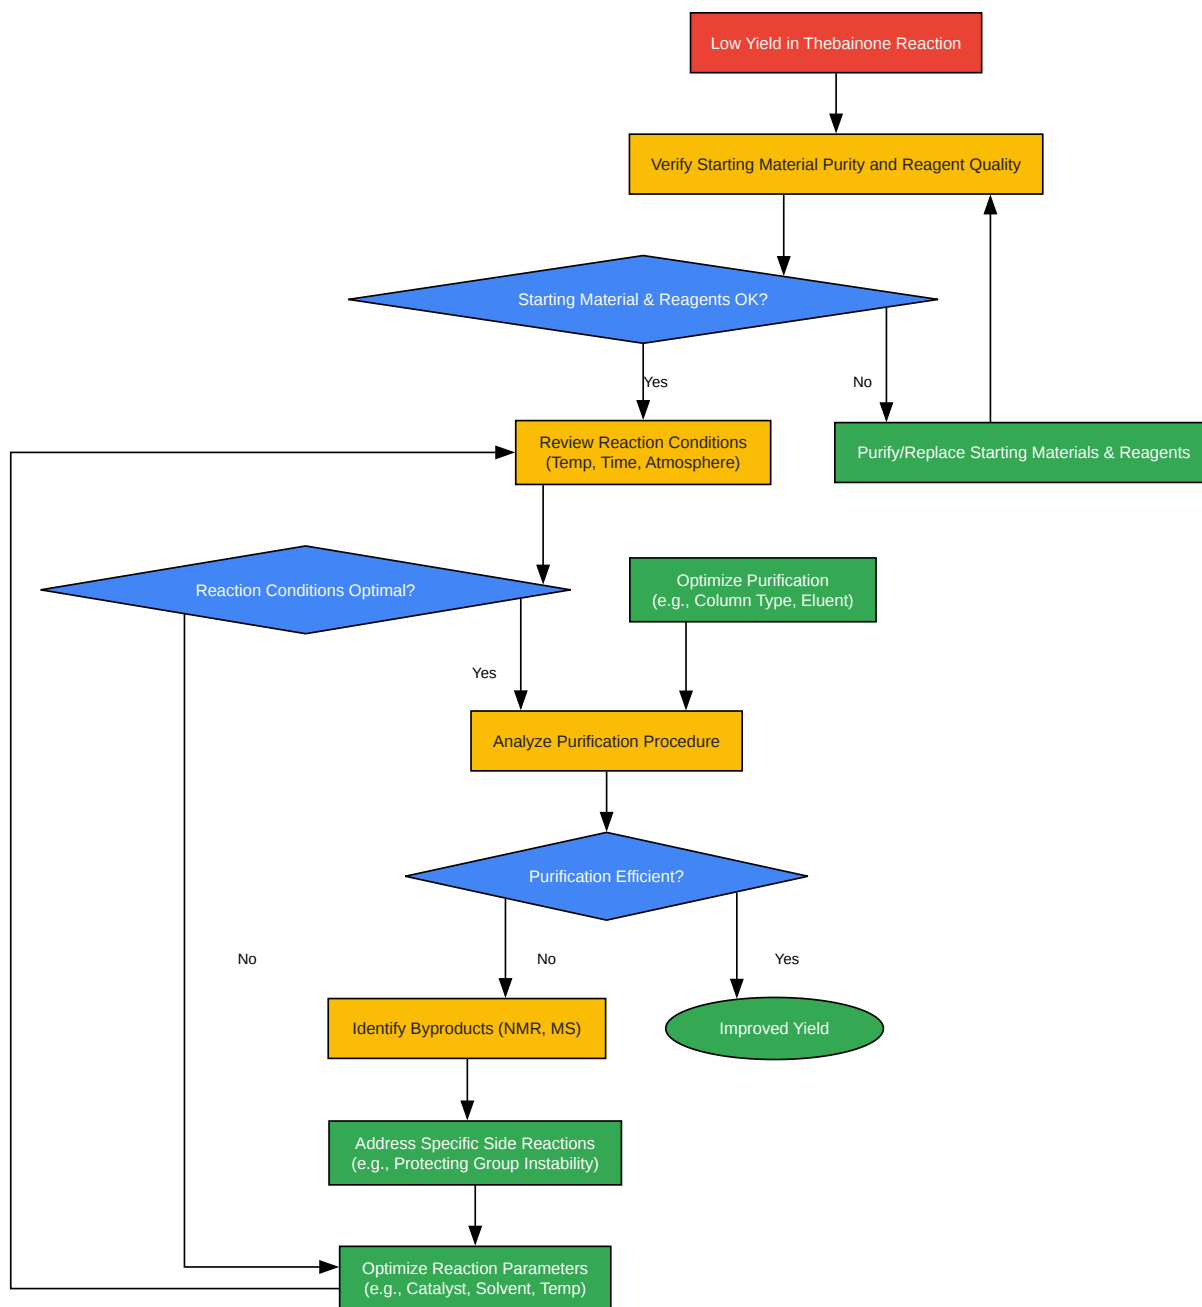 Low Yield in Thebainone Reaction
Verify Starting Material Purity and Reagent Quality
Starting Material & Reagents OK?
Yes
No
Review Reaction Conditions
(Temp, Time, Atmosphere)
Purify/Replace Starting Materials & Reagents
Reaction Conditions Optimal?
Optimize Purification
(e.g., Column Type, Eluent)
Yes
Analyze Purification Procedure
Purification Efficient?
No
No
Yes
Identify Byproducts (NMR, MS)
Improved Yield
Address Specific Side Reactions
(e.g., Protecting Group Instability)
Optimize Reaction Parameters
(e.g., Catalyst, Solvent, Temp)